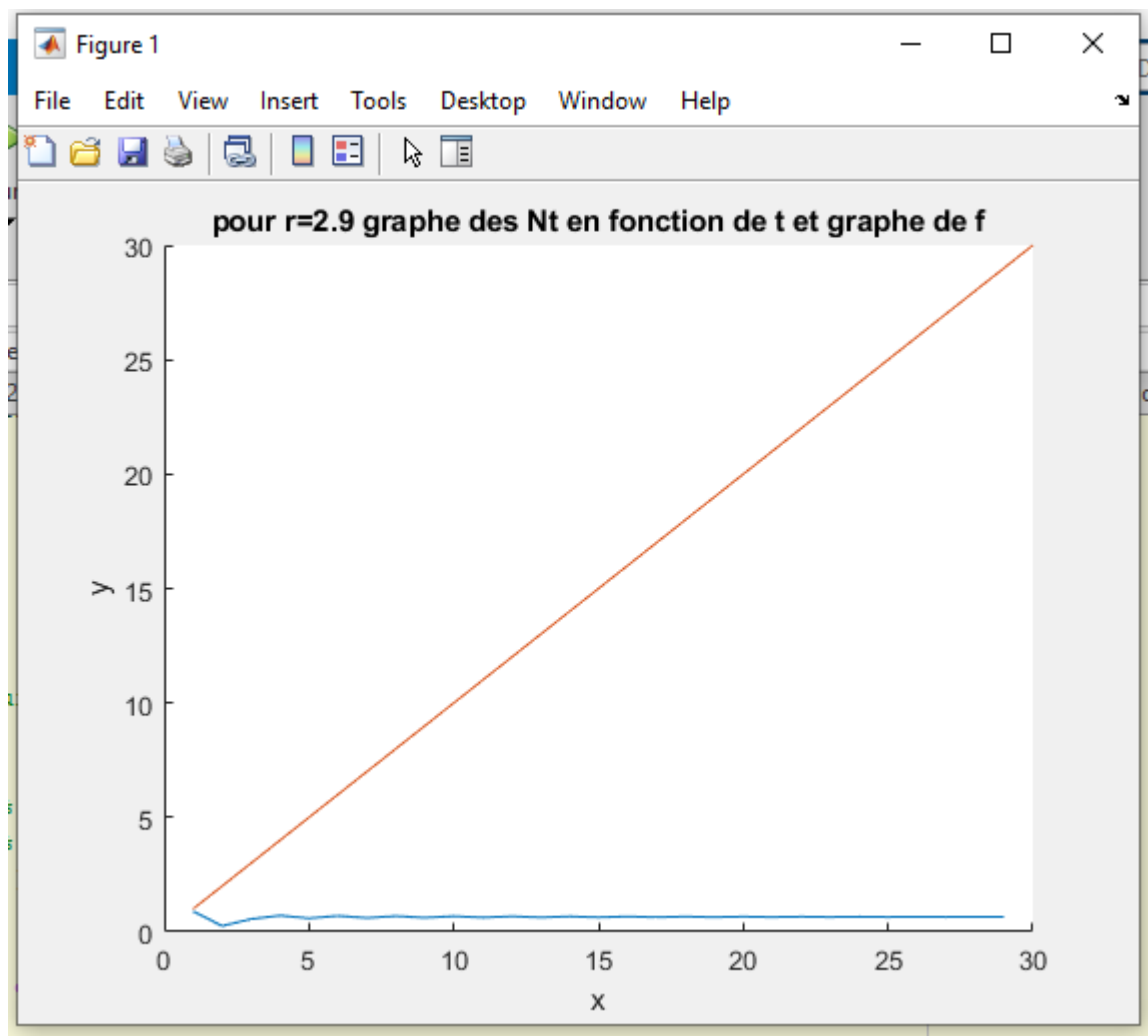 Figure 1
File Edit View Insert Tools Desktop Window Help
pour r=2.9 graphe des Nt en fonction de t et graphe de f
30
25
20
15
10
5
0
y
0 5 10 15 20 25 30
x